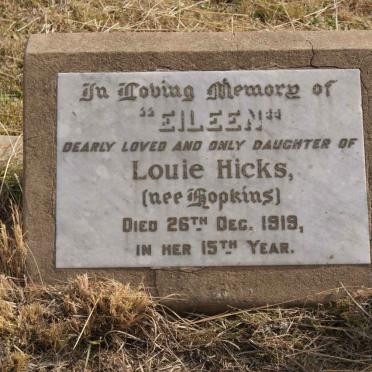 In Loving Memory of
"EILEEN"
DEARLY LOVED AND ONLY DAUGHTER OF
Louie Hicks,
(nee Hopkins)
DIED 26TH DEC. 1919,
IN HER 15TH YEAR.